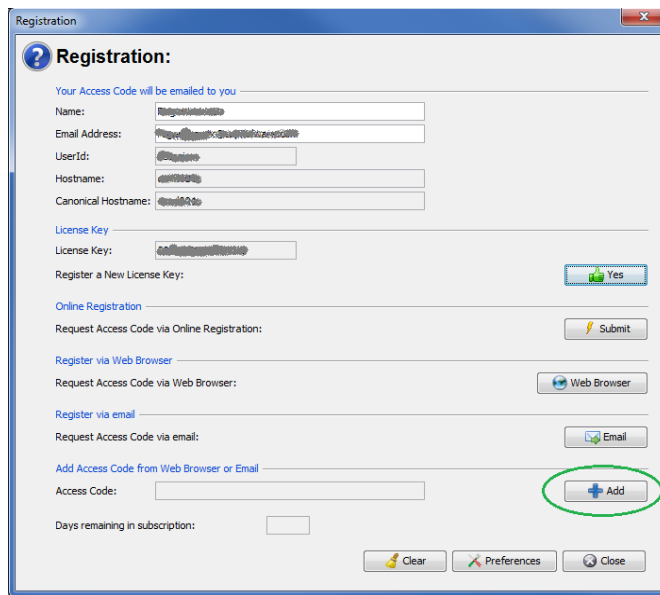 Registration
Registration:
Your Access Code will be emailed to you
Name:
Email Address:
UserId:
Hostname:
Canonical Hostname:
License Key
License Key:
Register a New License Key:
Yes
Online Registration
Request Access Code via Online Registration:
Submit
Register via Web Browser
Request Access Code via Web Browser:
Web Browser
Register via email
Request Access Code via email:
Email
Add Access Code from Web Browser or Email
Access Code:
Add
Days remaining in subscription:
Clear
Preferences
Close